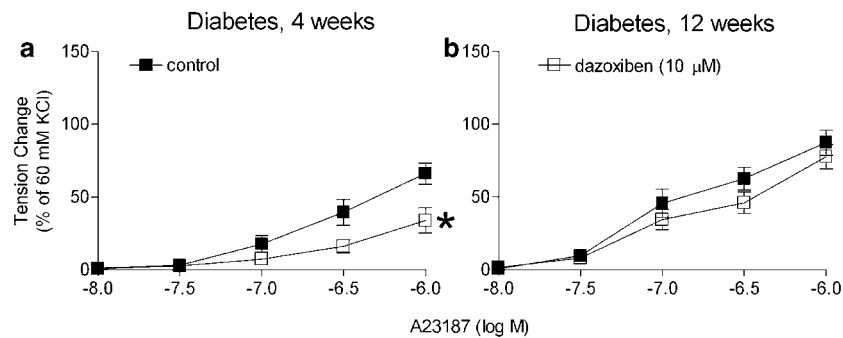 Diabetes, 4 weeks
Diabetes, 12 weeks
a
b
control
dazoxiben (10 μM)
Tension Change
(% of 60 mM KCl)
150
100
50
0
150
100
50
0
*
-8.0 -7.5 -7.0 -6.5 -6.0
-8.0 -7.5 -7.0 -6.5 -6.0
A23187 (log M)